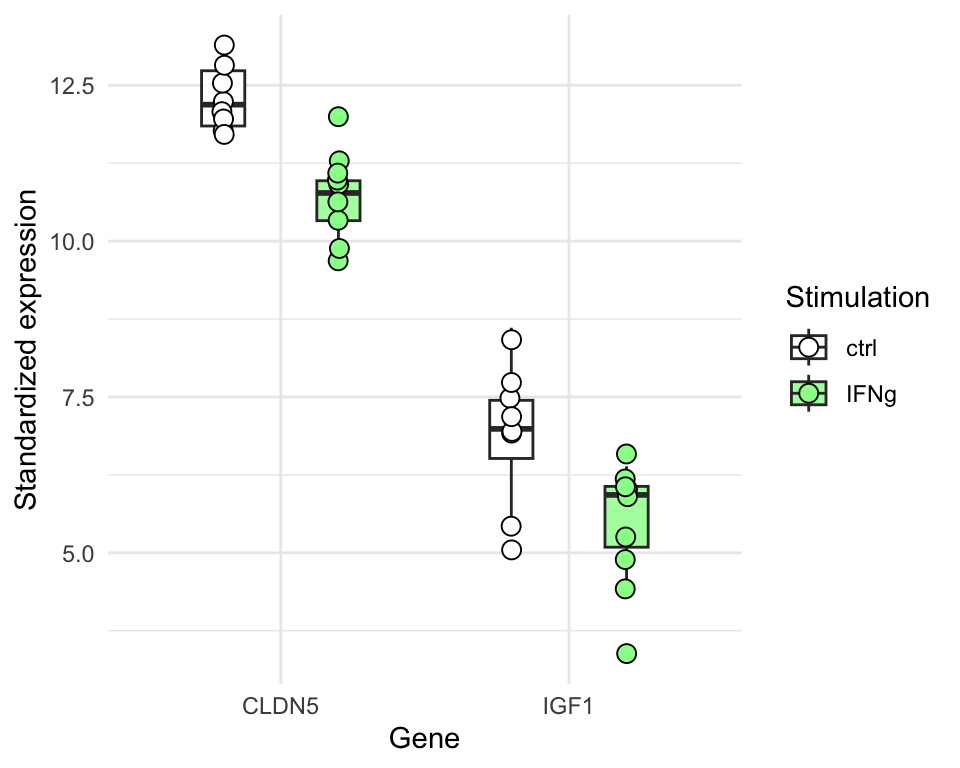 Standardized expression
12.5
10.0
7.5
5.0
CLDN5
IGF1
Gene
Stimulation
ctrl
IFNg